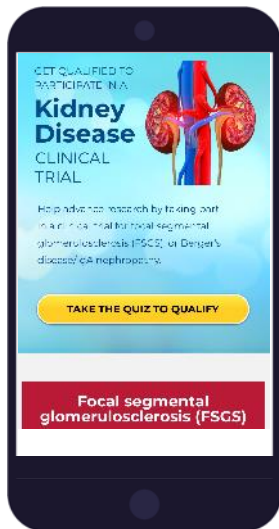 GET QUALIFIED TO
PARTICIPATE IN A
Kidney
Disease
CLINICAL
TRIAL
Help advance research by taking part
in a clinical trial for focal segmental
glomerulosclerosis (FSGS) or Berger's
disease/IgA nephropathy.
TAKE THE QUIZ TO QUALIFY
Focal segmental
glomerulosclerosis (FSGS)